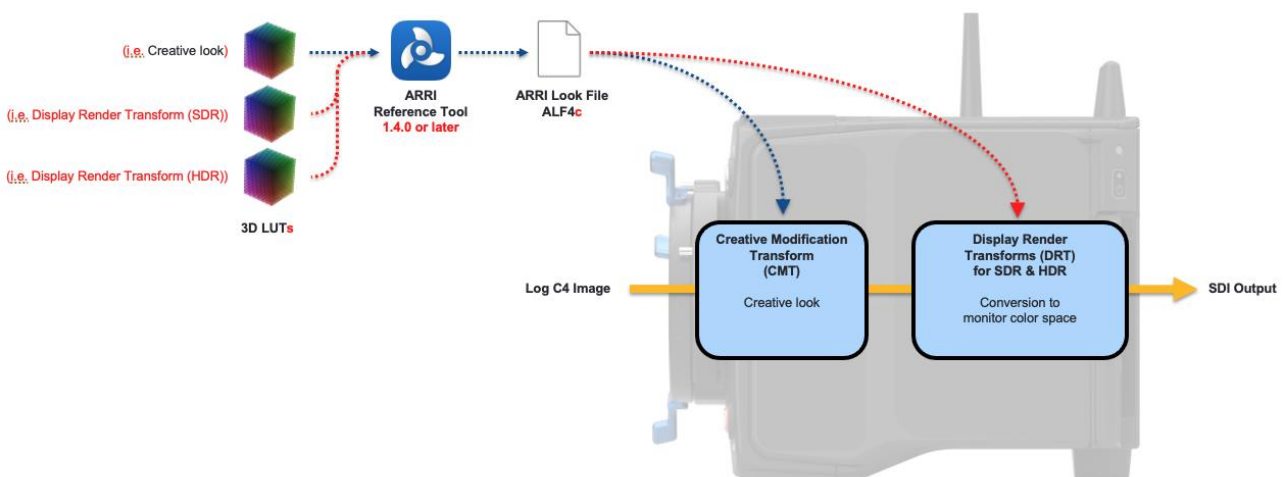 (i.e. Creative look)
(i.e. Display Render Transform (SDR))
(i.e. Display Render Transform (HDR))
3D LUTs
ARRI
Reference Tool
1.4.0 or later
ARRI Look File
ALF4c
Log C4 Image
Creative Modification
Transform
(CMT)
Creative look
Display Render
Transforms (DRT)
for SDR & HDR
Conversion to
monitor color space
SDI Output